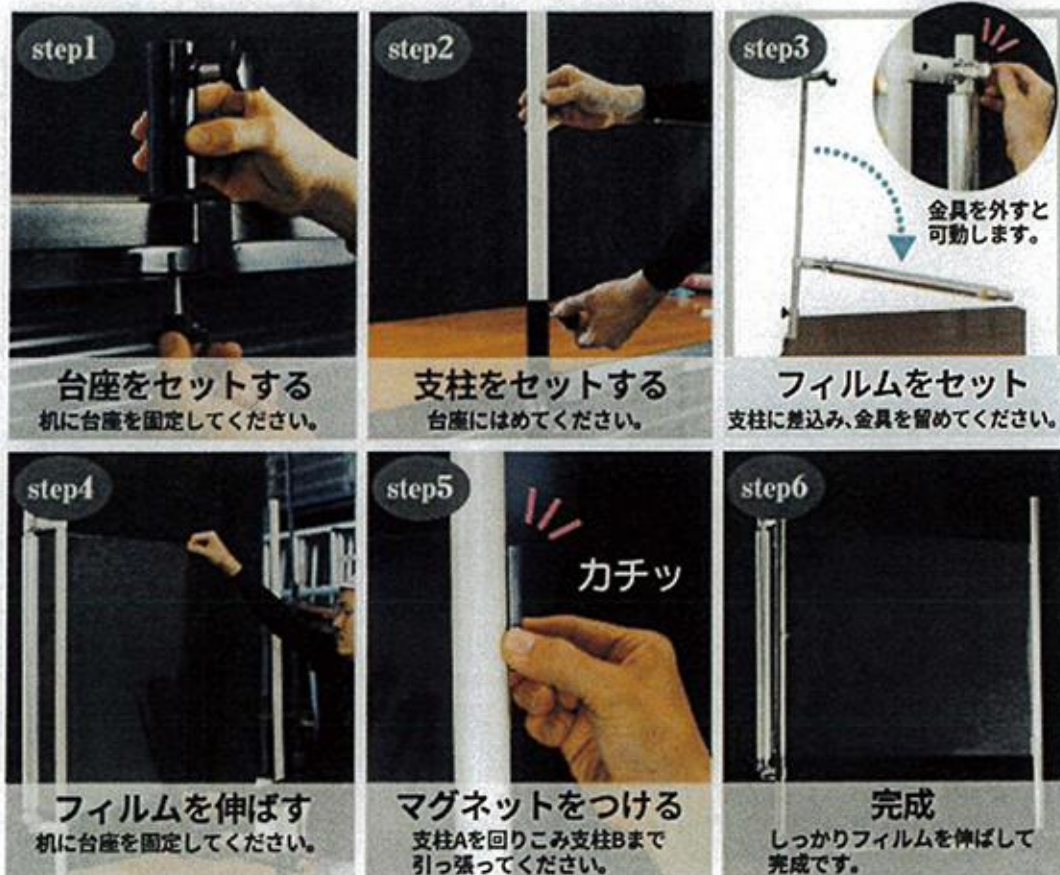 step1
台座をセットする
机に台座を固定してください。
step2
支柱をセットする
台座にはめてください。
step3
金具を外すと
可動します。
フィルムをセット
支柱に差込み、金具を留めてください。
step4
フィルムを伸ばす
机に台座を固定してください。
step5
カチッ
マグネットをつける
支柱Aを回りこみ支柱Bまで
引っ張ってください。
step6
完成
しっかりフィルムを伸ばして
完成です。